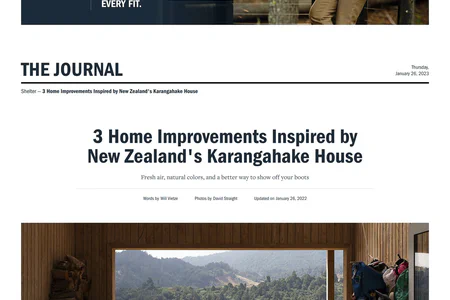 EVERY FIT.
THE JOURNAL
Thursday,
January 26, 2023
Shelter — 3 Home Improvements Inspired by New Zealand's Karangahake House
3 Home Improvements Inspired by
New Zealand's Karangahake House
Fresh air, natural colors, and a better way to show off your boots
Words by Will Vietze
Photos by David Straight
Updated on January 26, 2023